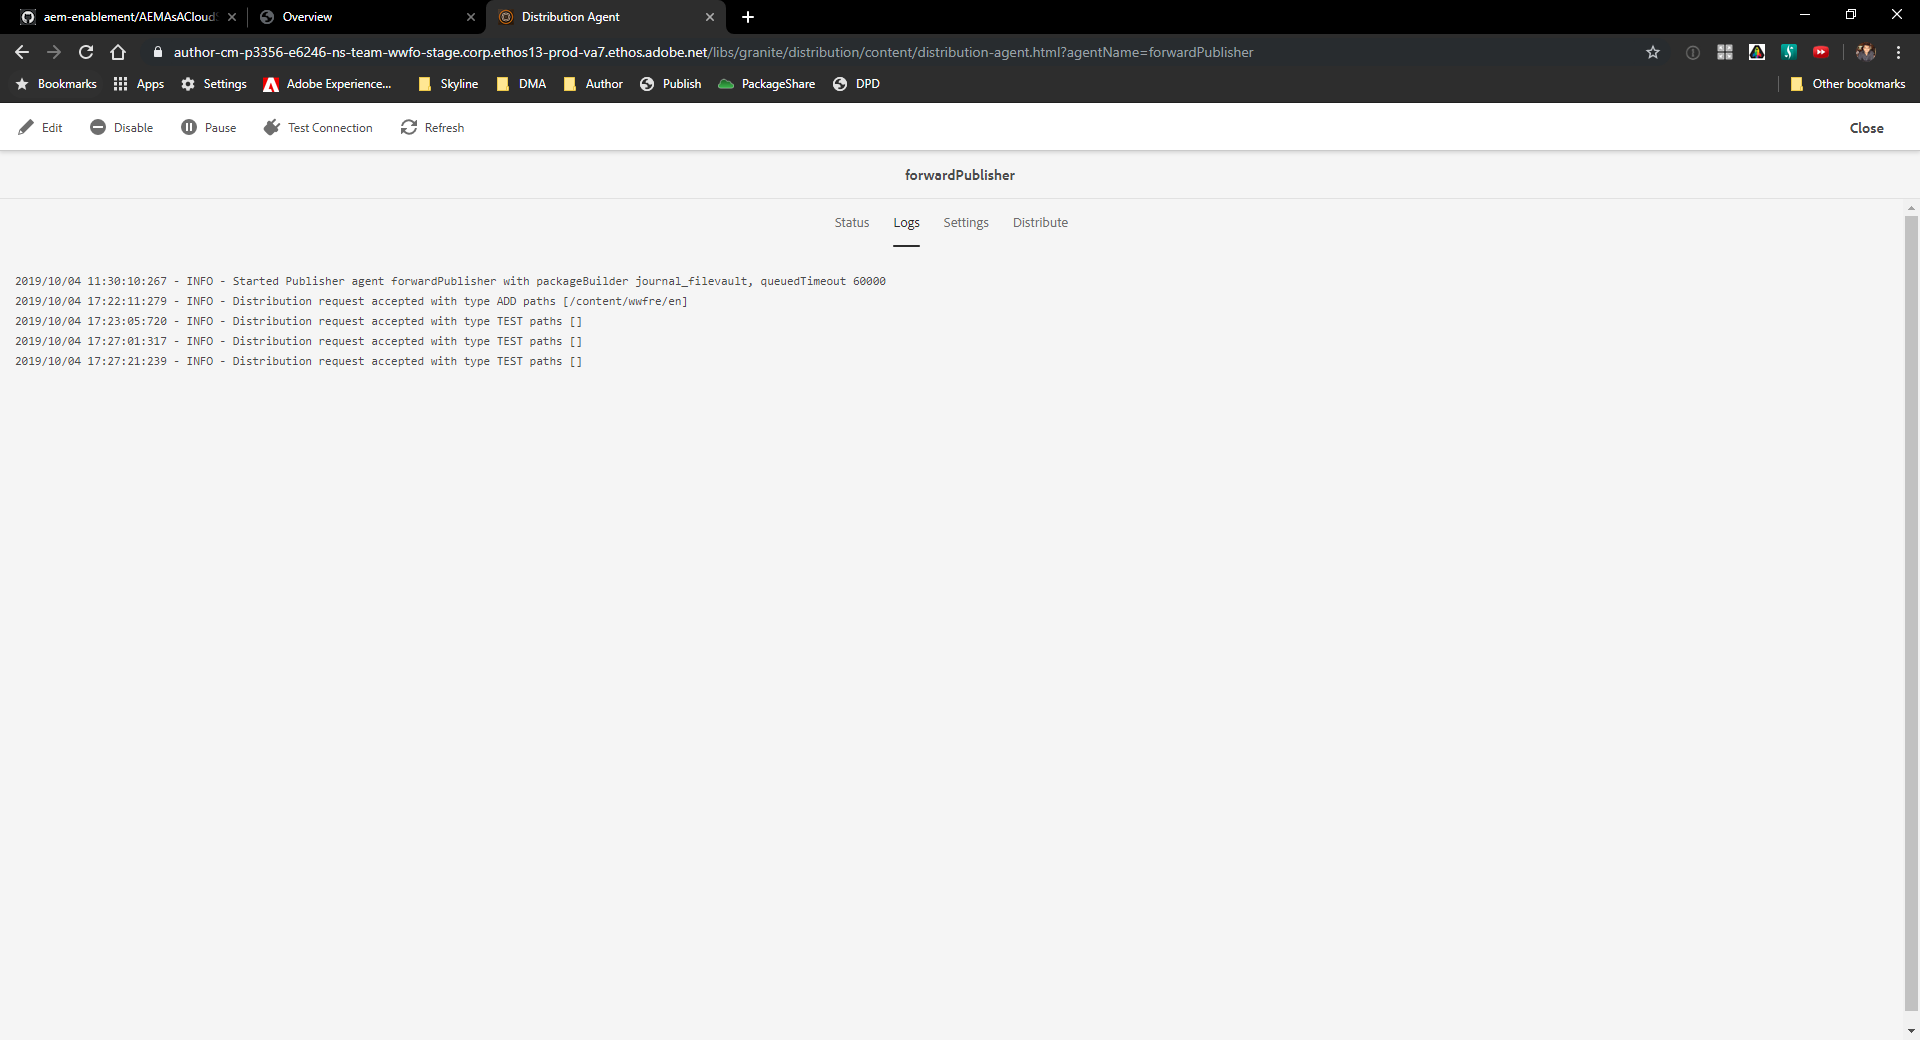 aem-enablement/AEMAsACloudS
Overview
Distribution Agent
author-cm-p3356-e6246-ns-team-wwfo-stage.corp.ethos13-prod-va7.ethos.adobe.net/libs/granite/distribution/content/distribution-agent.html?agentName=forwardPublisher
Bookmarks Apps Settings Adobe Experience... Skyline DMA Author Publish PackageShare DPD Other bookmarks
Edit Disable Pause Test Connection Refresh Close
forwardPublisher
Status Logs Settings Distribute
2019/10/04 11:30:10:267 - INFO - Started Publisher agent forwardPublisher with packageBuilder journal_filevault, queuedTimeout 60000
2019/10/04 17:22:11:279 - INFO - Distribution request accepted with type ADD paths [/content/wwfre/en]
2019/10/04 17:23:05:720 - INFO - Distribution request accepted with type TEST paths []
2019/10/04 17:27:01:317 - INFO - Distribution request accepted with type TEST paths []
2019/10/04 17:27:21:239 - INFO - Distribution request accepted with type TEST paths []